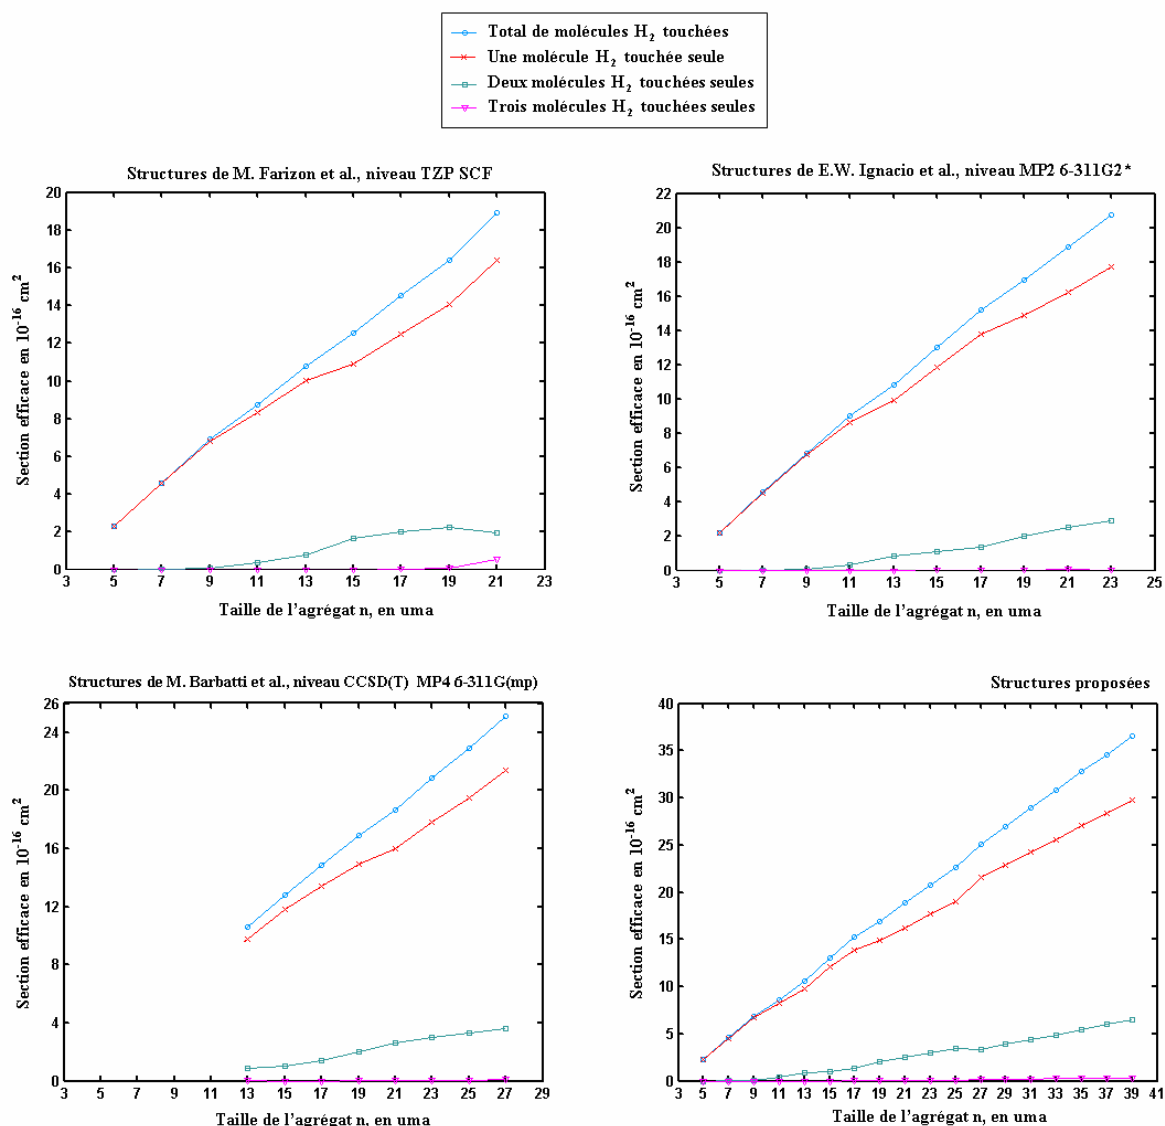 Total de molécules H₂ touchées
Une molécule H₂ touchée seule
Deux molécules H₂ touchées seules
Trois molécules H₂ touchées seules
Structures de M. Farizon et al., niveau TZP SCF
20
18
16
14
12
10
8
6
4
2
0
3 5 7 9 11 13 15 17 19 21 23
Section efficace en 10⁻¹⁶ cm²
Taille de l'agrégat n, en uma
Structures de E.W. Ignacio et al., niveau MP2 6-311G2*
22
20
18
16
14
12
10
8
6
4
2
0
3 5 7 9 11 13 15 17 19 21 23 25
Section efficace en 10⁻¹⁶ cm²
Taille de l'agrégat n, en uma
Structures de M. Barbatti et al., niveau CCSD(T) MP4 6-311G(mp)
26
24
20
16
12
8
4
0
3 5 7 9 11 13 15 17 19 21 23 25 27 29
Section efficace en 10⁻¹⁶ cm²
Taille de l'agrégat n, en uma
Structures proposées
40
35
30
25
20
15
10
5
0
3 5 7 9 11 13 15 17 19 21 23 25 27 29 31 33 35 37 39 41
Section efficace en 10⁻¹⁶ cm²
Taille de l'agrégat n, en uma